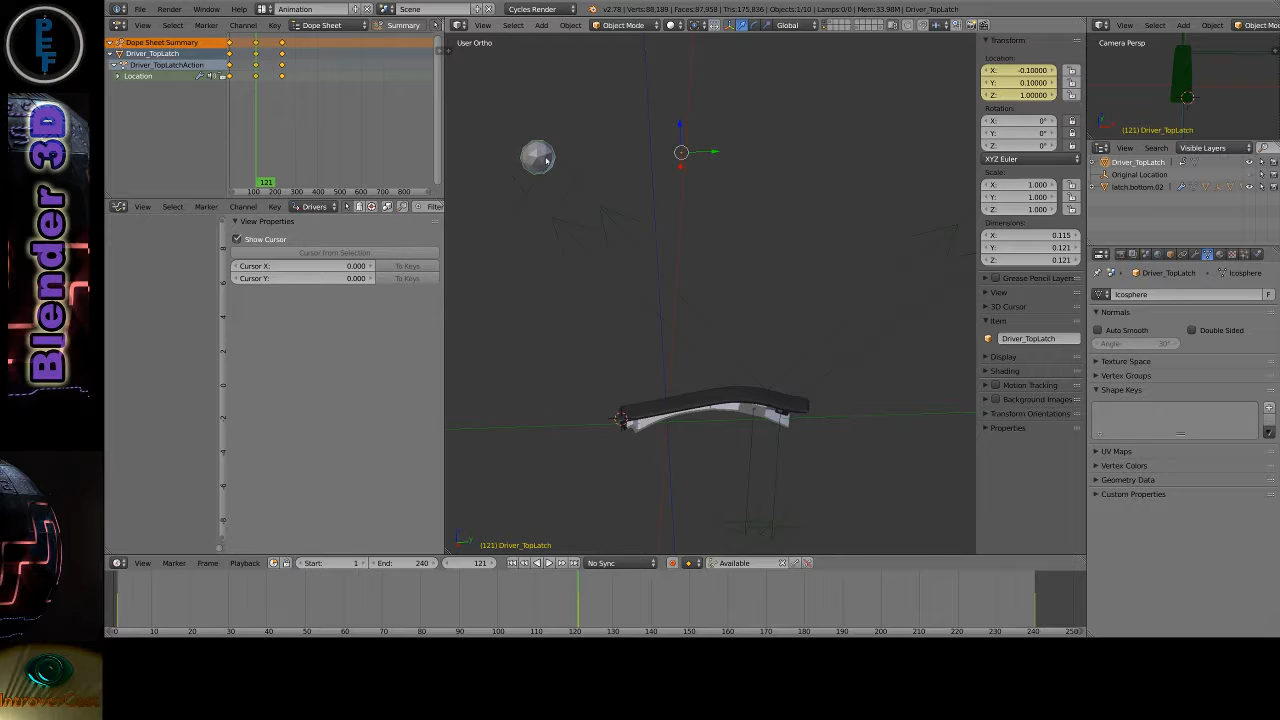 File Render Window Help Animation Scene Cycles Render v2.78 | Verts:88,189 | Faces:87,958 | Tris:175,836 | Objects:1/10 | Lamps:0/0 | Mem:33.98M | Driver_TopLatch
View Select Marker Channel Key Dope Sheet Summary View Select Add Object Object Mode Global View Select Add Object Object Mo
Dope Sheet Summary
Driver_TopLatch
Driver_TopLatchAction
Location
121
100 200 300 400 500 600 700 800
View Select Marker Channel Key Drivers Filter
View Properties
Show Cursor
Cursor from Selection
Cursor X: 0.000 To Keys
Cursor Y: 0.000 To Keys
User Ortho
(121) Driver_TopLatch
Transform
Location:
X: -0.10000
Y: 0.10000
Z: 1.00000
Rotation:
X: 0°
Y: 0°
Z: 0°
XYZ Euler
Scale:
X: 1.000
Y: 1.000
Z: 1.000
Dimensions:
X: 0.115
Y: 0.121
Z: 0.121
Grease Pencil Layers
View
3D Cursor
Item
Driver_TopLatch
Display
Shading
Motion Tracking
Background Images
Transform Orientations
Properties
Camera Persp
(121) Driver_TopLatch
View Search Visible Layers
Driver_TopLatch
Original Location
latch.bottom.02
Driver_TopLatch Icosphere
Icosphere F
Normals
Auto Smooth Double Sided
Angle: 30°
Texture Space
Vertex Groups
Shape Keys
UV Maps
Vertex Colors
Geometry Data
Custom Properties
View Marker Frame Playback Start: 1 End: 240 121 No Sync Available
0 10 20 30 40 50 60 70 80 90 100 110 120 130 140 150 160 170 180 190 200 210 220 230 240 250
Blender 3D
IntroverCast